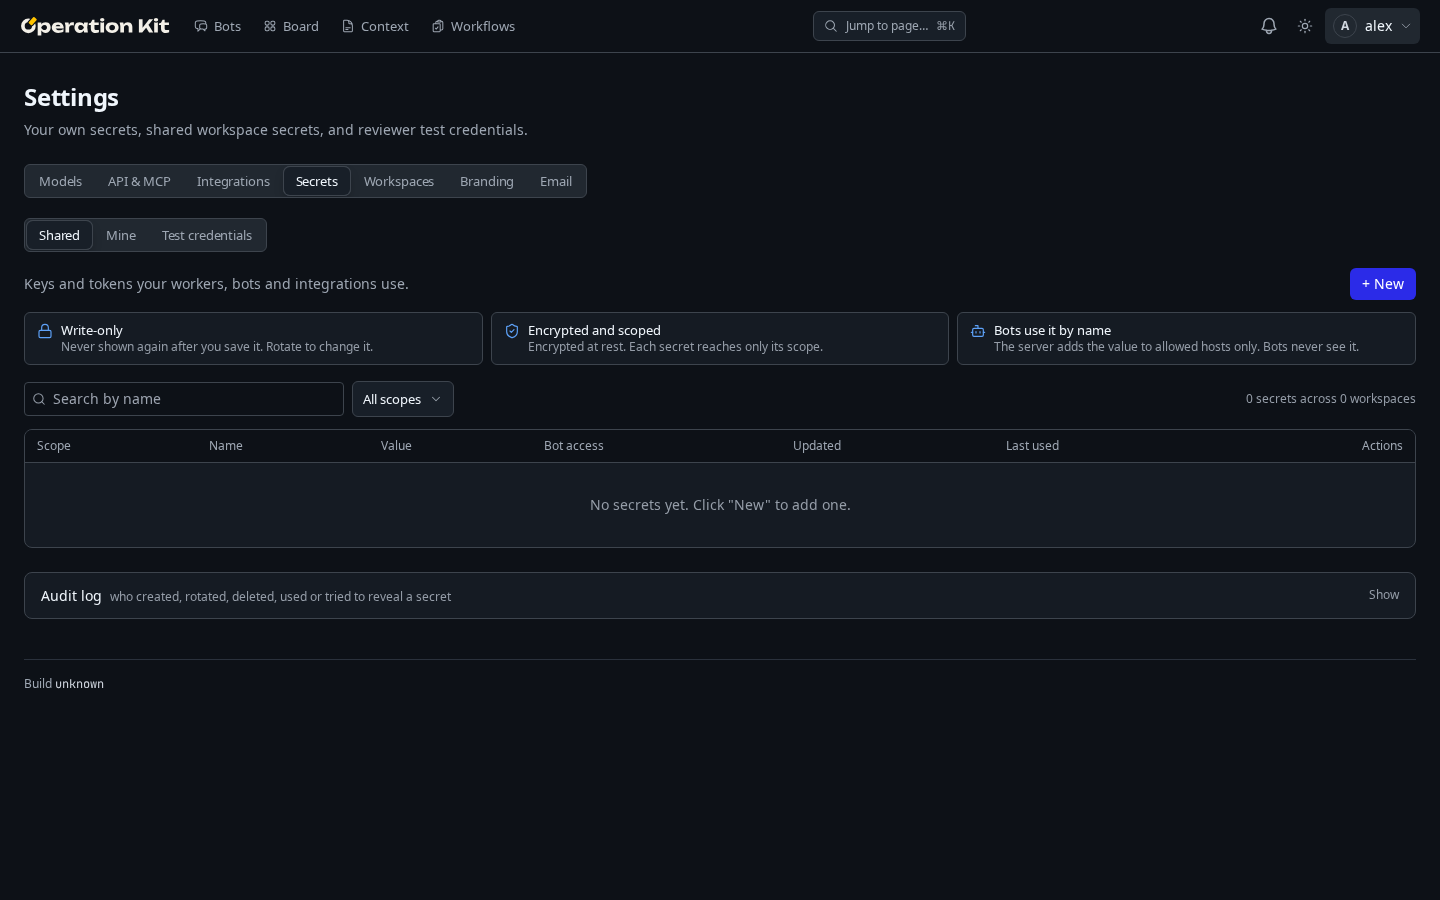 Operation Kit
Bots
Board
Context
Workflows
Jump to page... ⌘K
A
alex
Settings
Your own secrets, shared workspace secrets, and reviewer test credentials.
Models
API & MCP
Integrations
Secrets
Workspaces
Branding
Email
Shared
Mine
Test credentials
Keys and tokens your workers, bots and integrations use.
+ New
Write-only
Never shown again after you save it. Rotate to change it.
Encrypted and scoped
Encrypted at rest. Each secret reaches only its scope.
Bots use it by name
The server adds the value to allowed hosts only. Bots never see it.
Search by name
All scopes
0 secrets across 0 workspaces
Scope
Name
Value
Bot access
Updated
Last used
Actions
No secrets yet. Click "New" to add one.
Audit log who created, rotated, deleted, used or tried to reveal a secret
Show
Build unknown